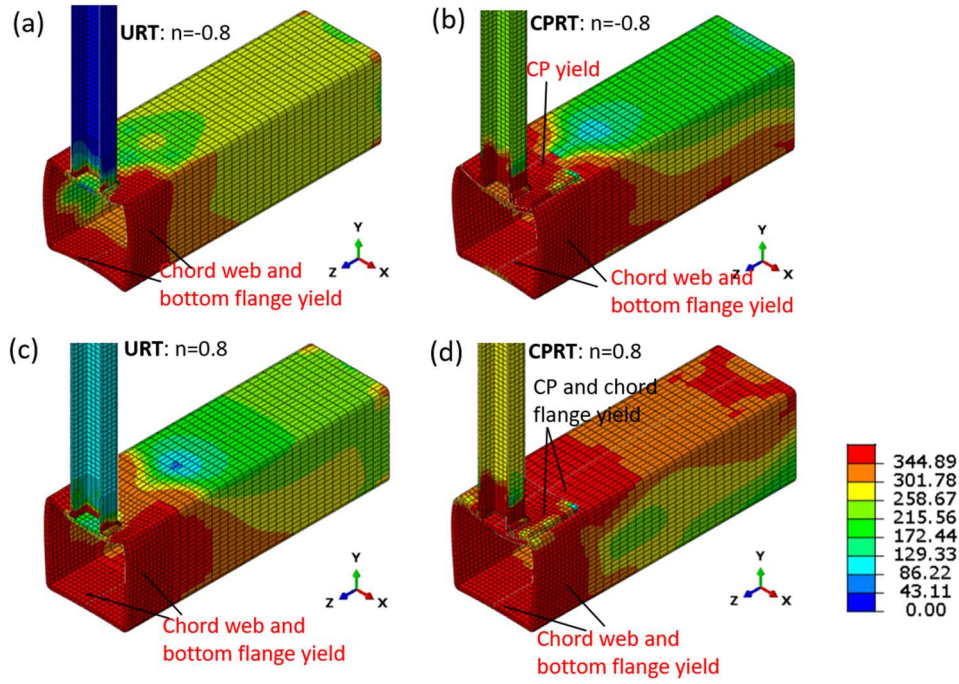 (a)
URT: n=-0.8
Chord web and
bottom flange yield
Y
Z
X
(b)
CPRT: n=-0.8
CP yield
Chord web and
bottom flange yield
Y
Z
X
(c)
URT: n=0.8
Chord web and
bottom flange yield
Y
Z
X
(d)
CPRT: n=0.8
CP and chord
flange yield
Chord web and
bottom flange yield
Y
Z
X
344.89
301.78
258.67
215.56
172.44
129.33
86.22
43.11
0.00